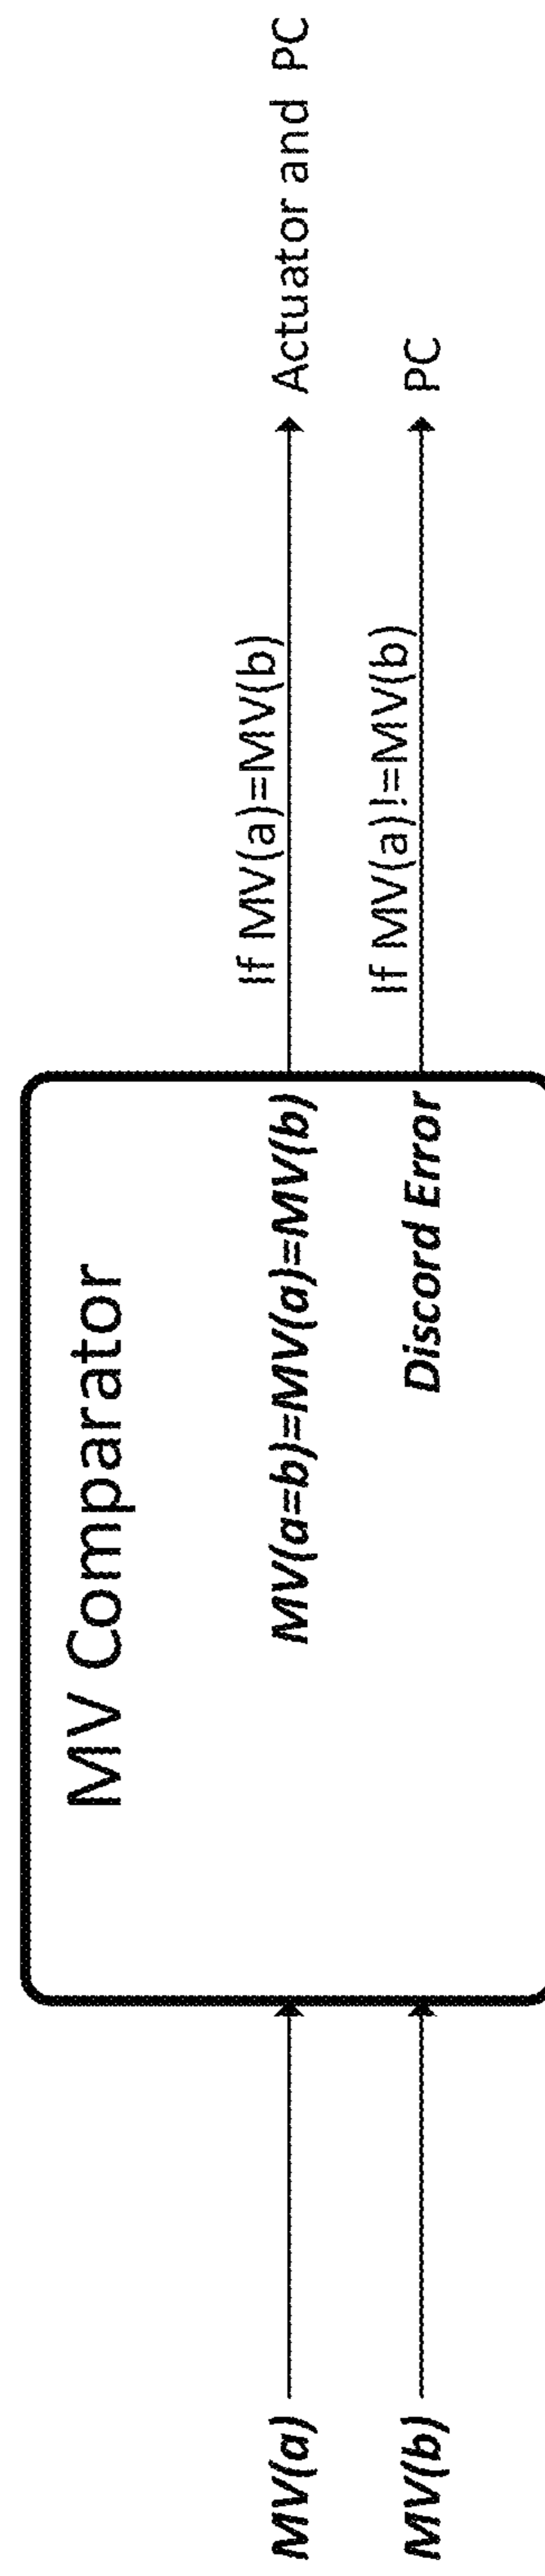 MV Comparator
MV(a)
MV(a=b)=MV(a)=MV(b)
If MV(a)=MV(b)
Actuator and PC
MV(b)
Discord Error
If MV(a)!=MV(b)
PC